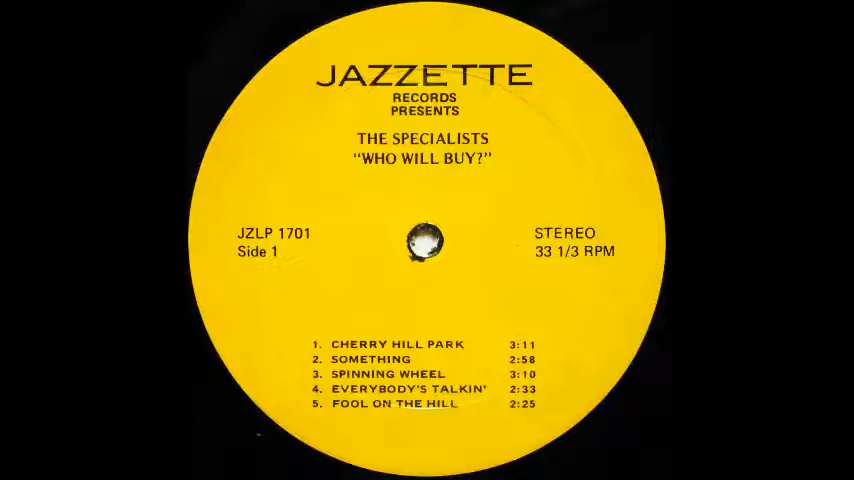 JAZZETTE
RECORDS
PRESENTS
THE SPECIALISTS
"WHO WILL BUY?"
JZLP 1701
Side 1
STEREO
33 1/3 RPM
1. CHERRY HILL PARK 3:11
2. SOMETHING 2:58
3. SPINNING WHEEL 3:10
4. EVERYBODY'S TALKIN' 2:33
5. FOOL ON THE HILL 2:25